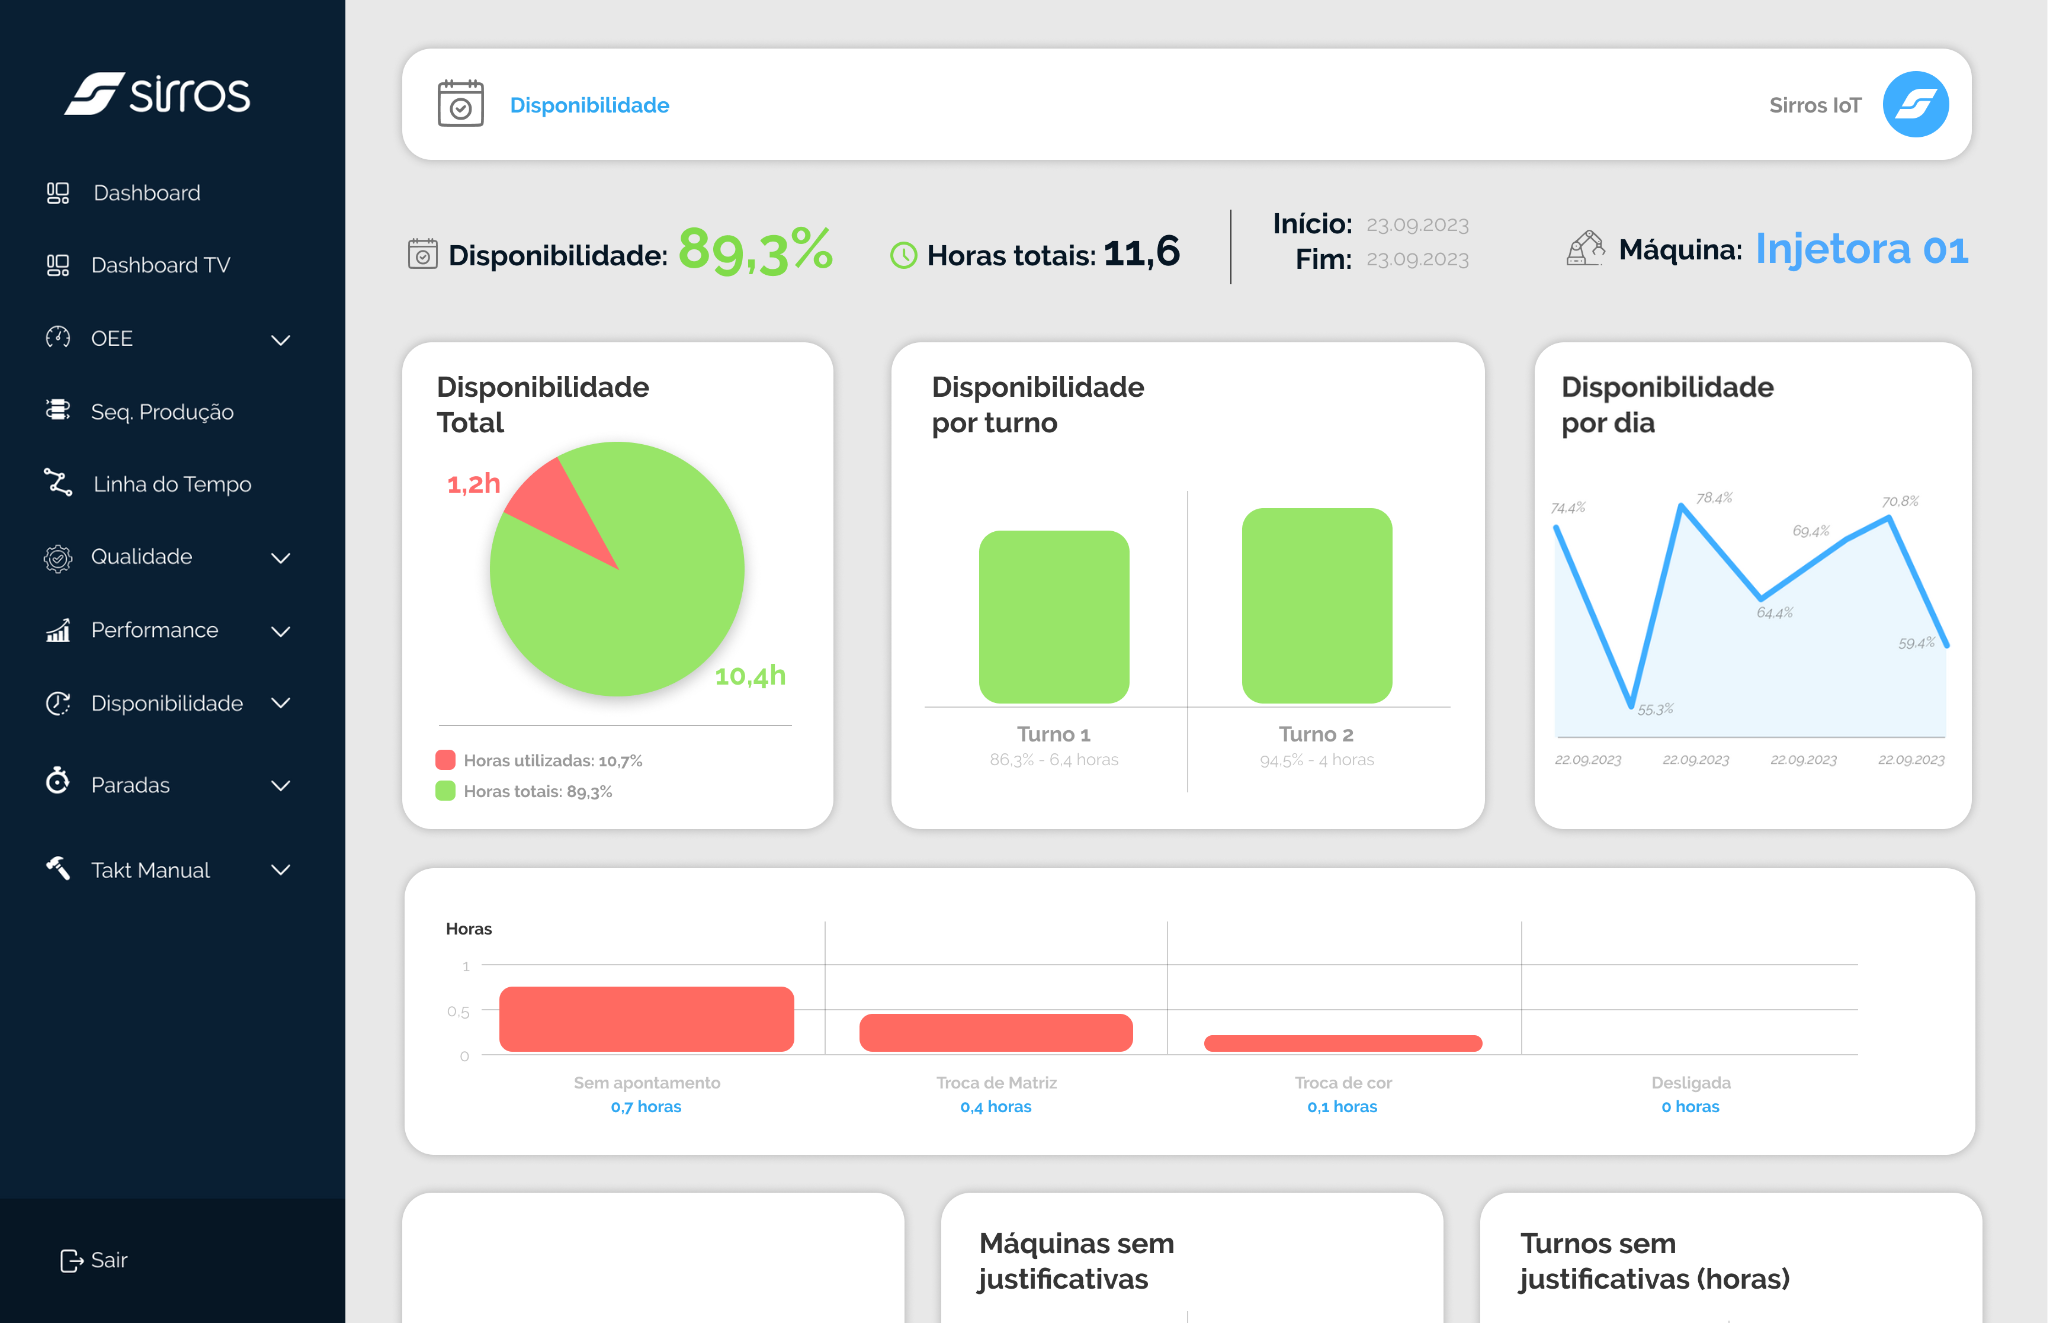 sirros
Dashboard
Dashboard TV
OEE
Seq. Produção
Linha do Tempo
Qualidade
Performance
Disponibilidade
Paradas
Takt Manual
Sair
Disponibilidade
Sirros IoT
Disponibilidade: 89,3%
Horas totais: 11,6
Início: 23.09.2023
Fim: 23.09.2023
Máquina: Injetora 01
Disponibilidade
Total
1,2h
10,4h
Horas utilizadas: 10,7%
Horas totais: 89,3%
Disponibilidade
por turno
Turno 1
86,3% - 6,4 horas
Turno 2
94,5% - 4 horas
Disponibilidade
por dia
74.4%
78.4%
70.8%
69.4%
64.4%
59.4%
55.3%
22.09.2023
22.09.2023
22.09.2023
22.09.2023
Horas
1
0,5
0
Sem apontamento
0,7 horas
Troca de Matriz
0,4 horas
Troca de cor
0,1 horas
Desligada
0 horas
Máquinas sem
justificativas
Turnos sem
justificativas (horas)